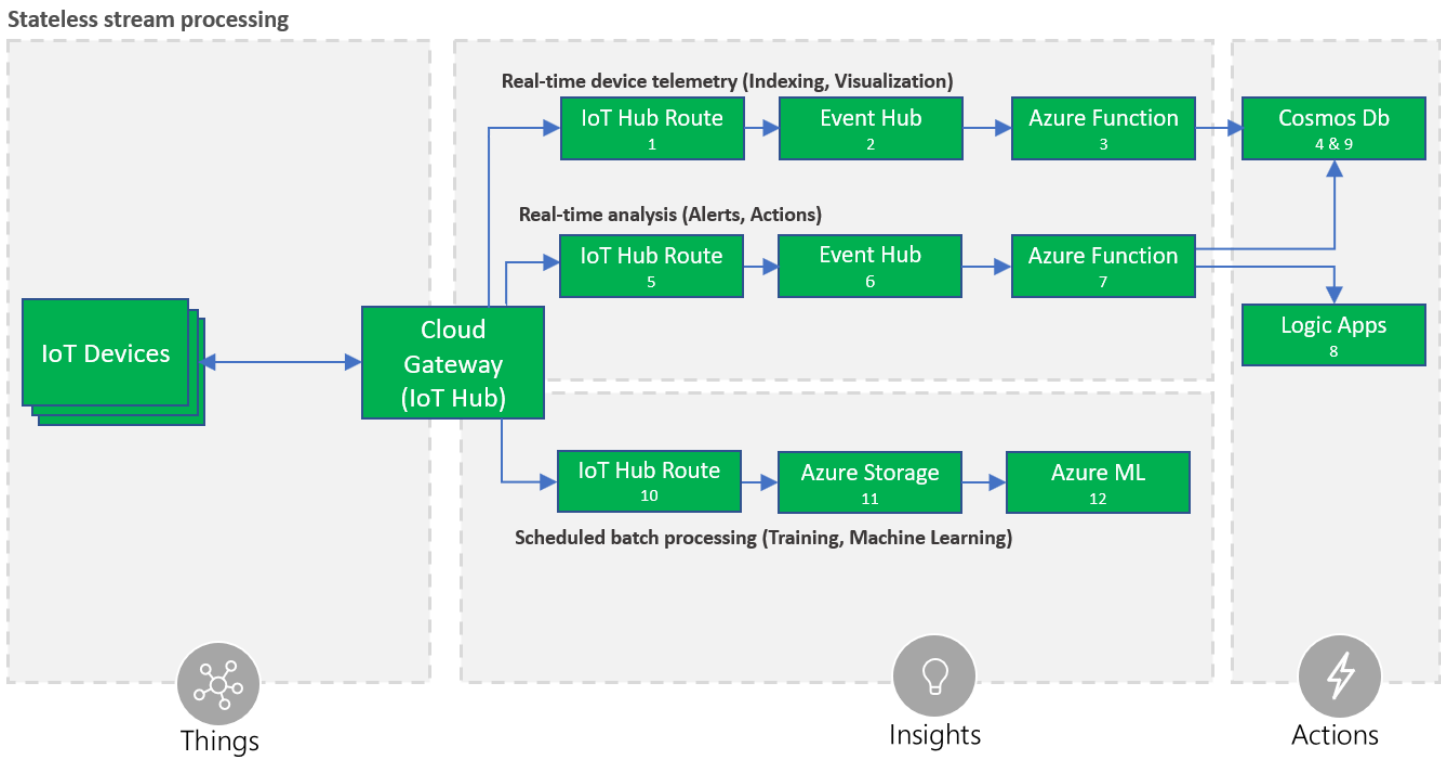 Stateless stream processing
Real-time device telemetry (Indexing, Visualization)
IoT Hub Route
1
Event Hub
2
Azure Function
3
Cosmos Db
4 & 9
Real-time analysis (Alerts, Actions)
IoT Hub Route
5
Event Hub
6
Azure Function
7
Logic Apps
8
IoT Devices
Cloud
Gateway
(IoT Hub)
IoT Hub Route
10
Azure Storage
11
Azure ML
12
Scheduled batch processing (Training, Machine Learning)
Things
Insights
Actions